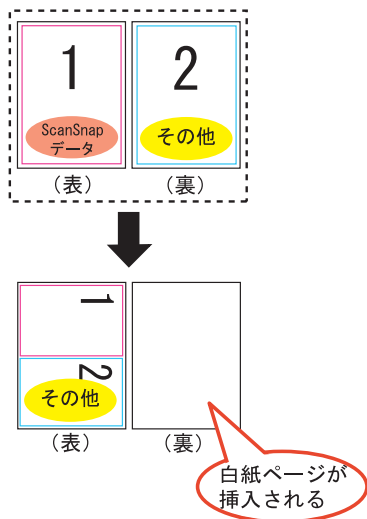 1
2
ScanSnap
データ
その他
（表）
（裏）
1
2
その他
（表）
（裏）
白紙ページが
挿入される